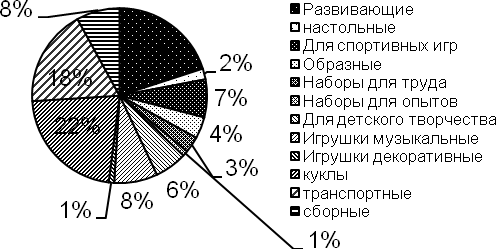 8%
2%
7%
4%
3%
1%
6%
8%
1%
22%
18%
Развивающие
настольные
Для спортивных игр
Образные
Наборы для труда
Наборы для опытов
Для детского творчества
Игрушки музыкальные
Игрушки декоративные
куклы
транспортные
сборные